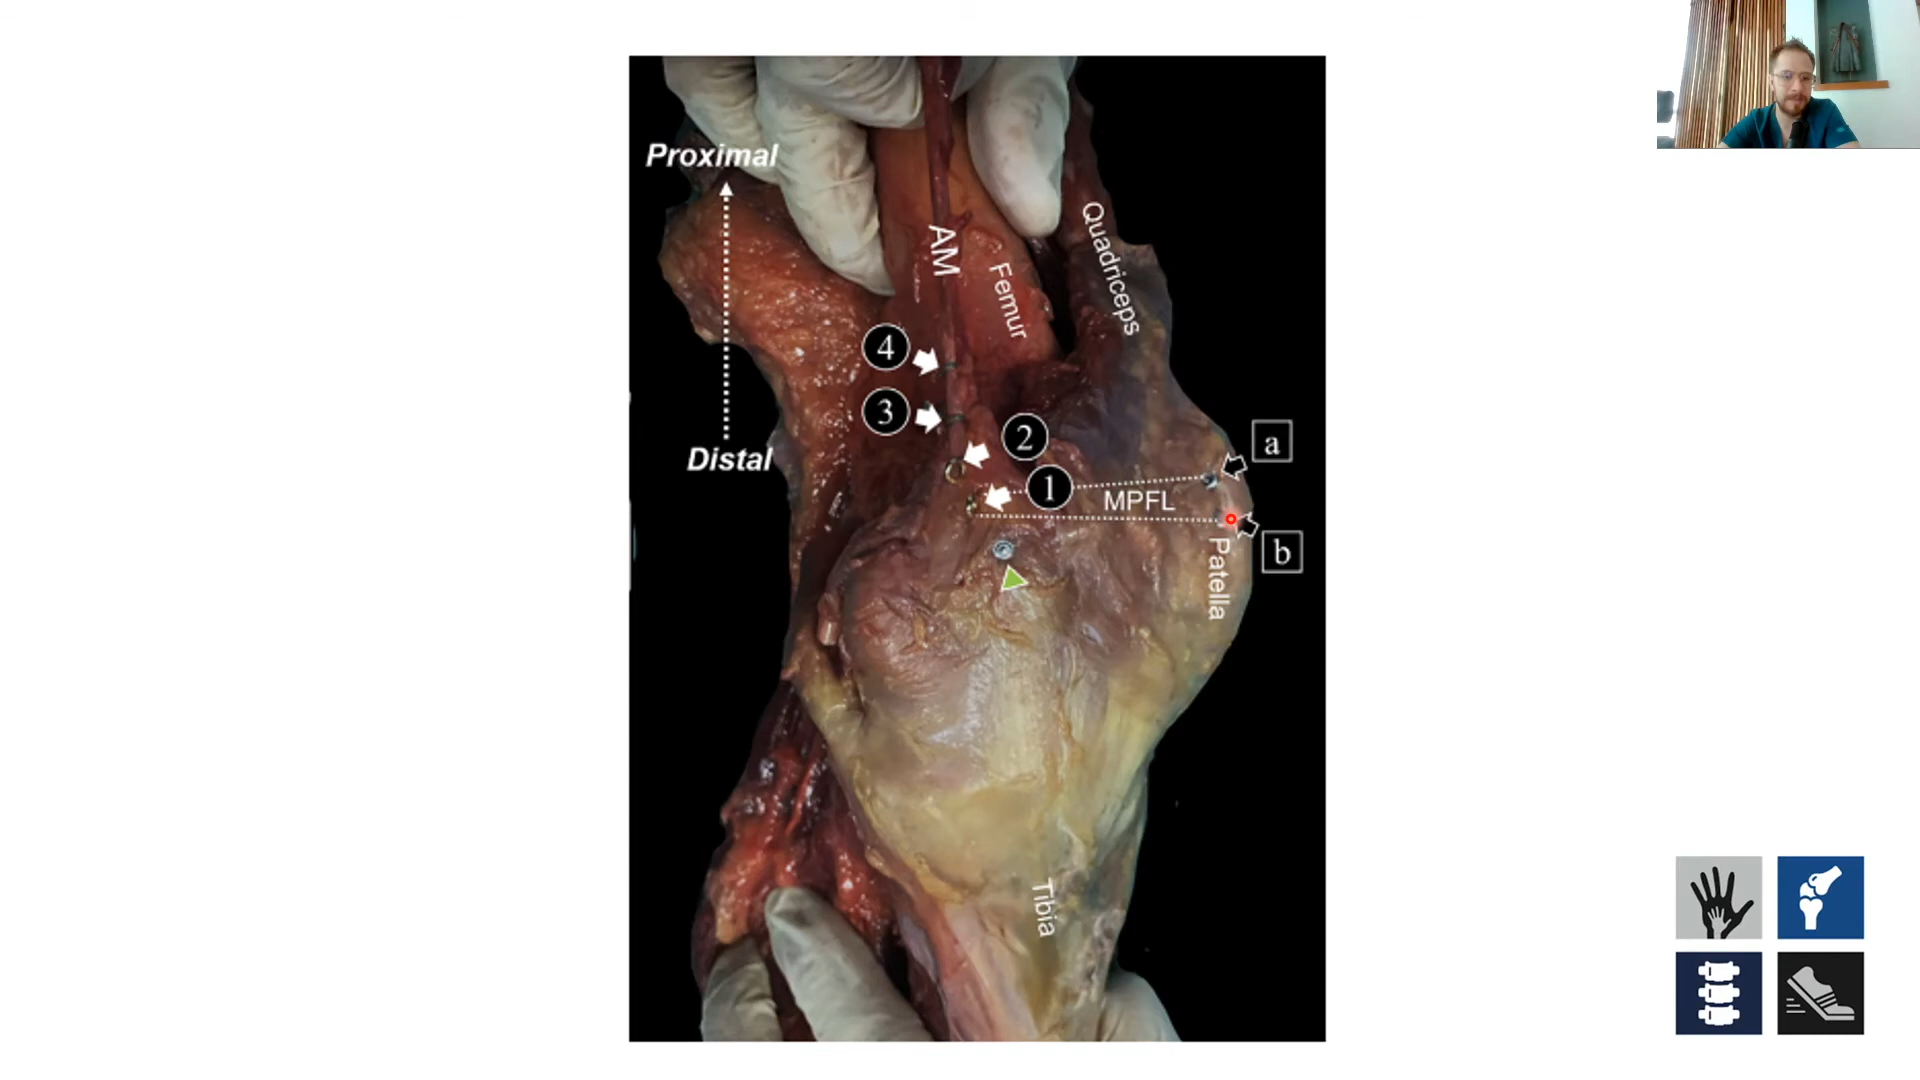 Proximal
Quadriceps
AM
Femur
4
3
2
a
Distal
1
MPFL
b
Patella
Tibia